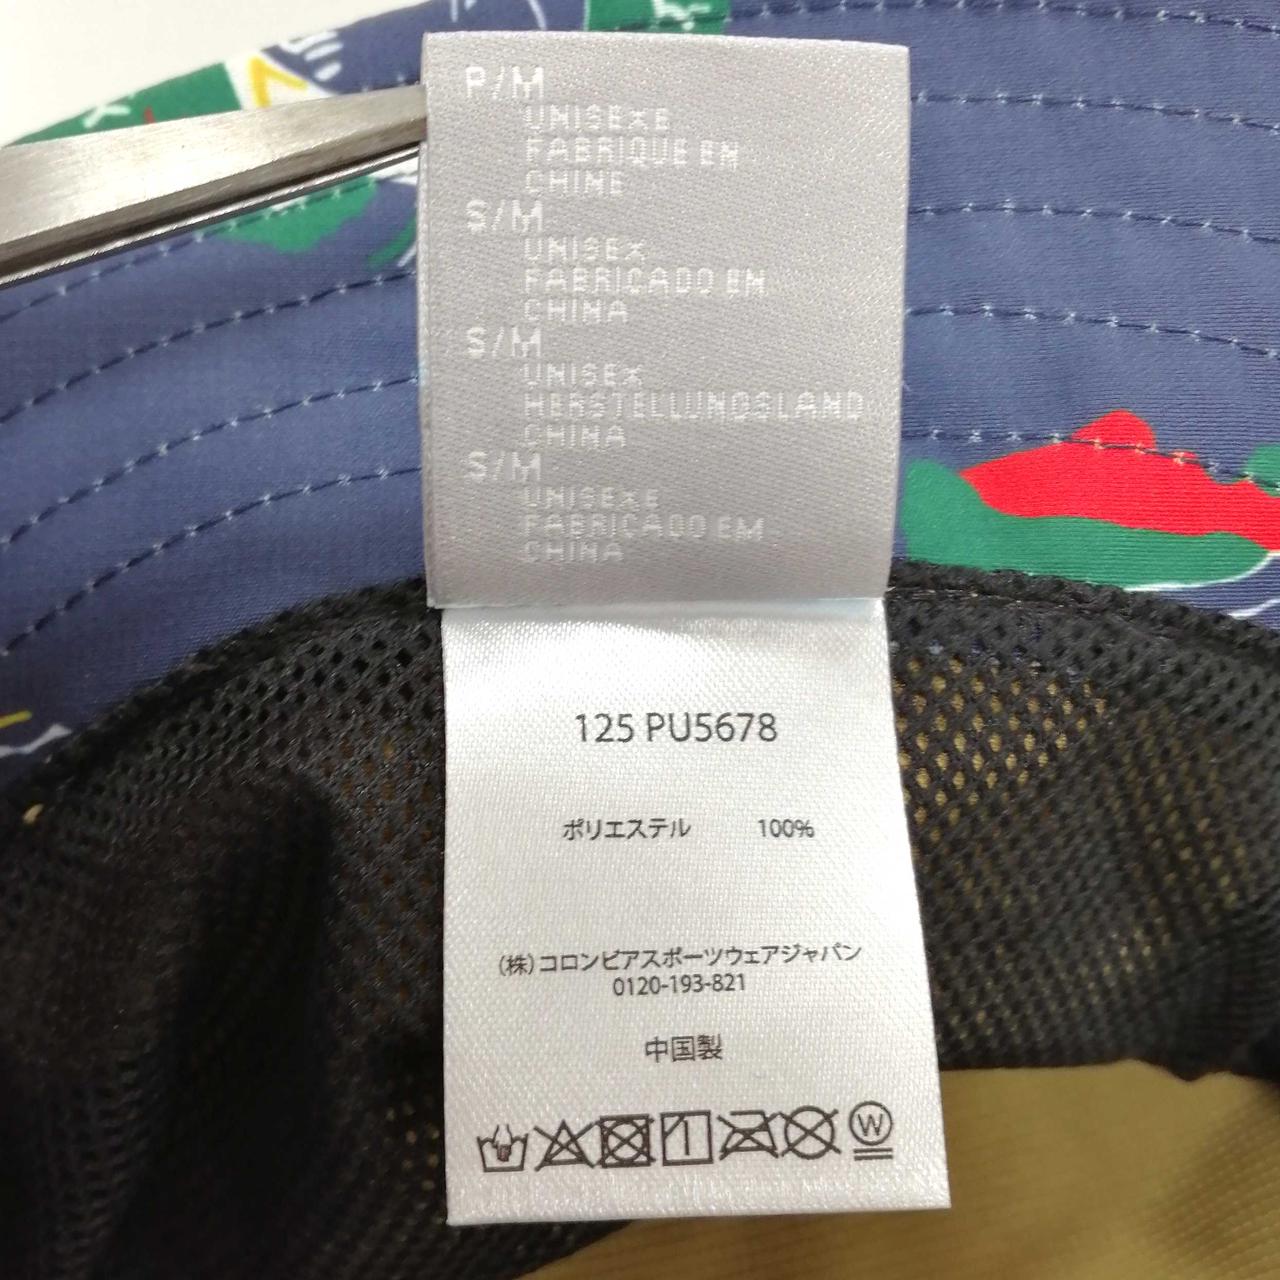 P/M
UNISEXE
FABRIQUE EN
CHINE
S/M
UNISEX
FABRICADO EN
CHINA
S/M
UNISEX
HERSTELLUNGSLAND
CHINA
S/M
UNISEXE
FABRICADO EM
CHINA
125 PU5678
ポリエステル 100%
(株)コロンビアスポーツウェアジャパン
0120-193-821
中国製
W